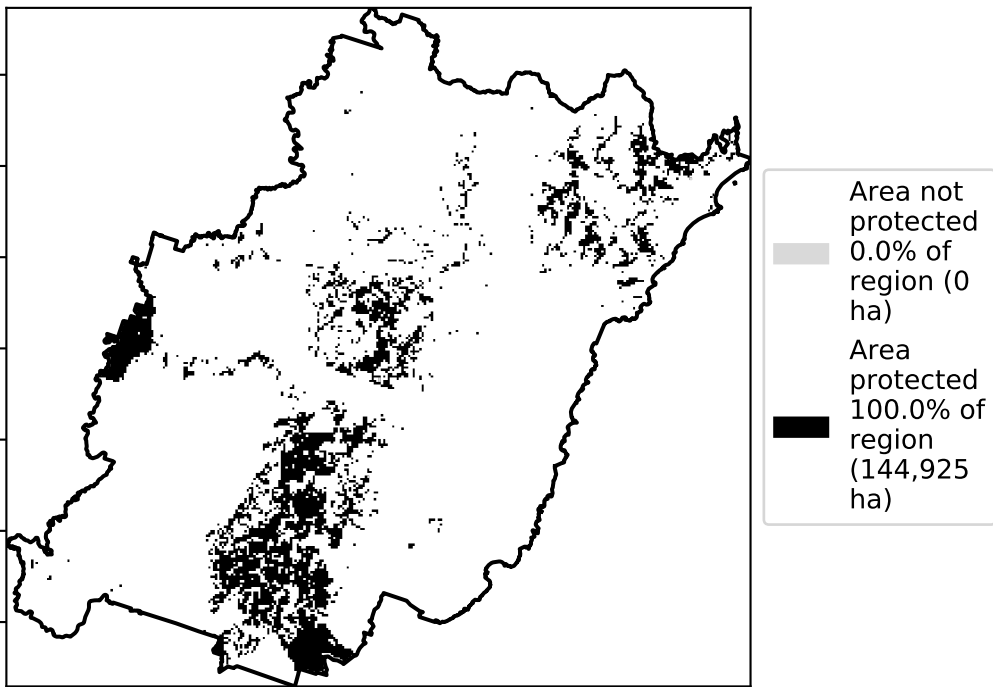 Area not
protected
0.0% of
region (0
ha)
Area
protected
100.0% of
region
(144,925
ha)